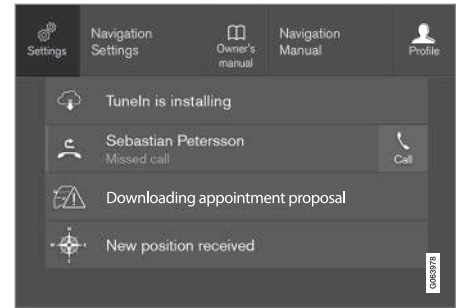 Settings
Navigation Settings
Owner's manual
Navigation Manual
Profile
TuneIn is installing
Sebastian Petersson
Missed call
Call
Downloading appointment proposal
New position received
G063978